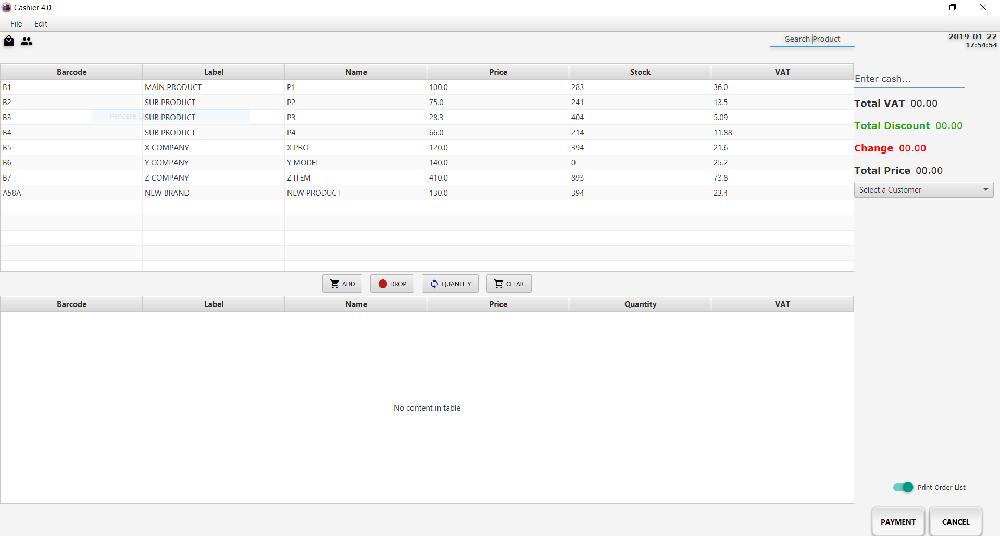 Cashier 4.0
File Edit
Search Product
2019-01-22
17:54:54
Barcode Label Name Price Stock VAT
B1 MAİN PRODUCT P1 100.0 283 36.0
B2 SUB PRODUCT P2 75.0 241 13.5
Pencere
B3 SUB PRODUCT P3 28.3 404 5.09
B4 SUB PRODUCT P4 66.0 214 11.88
B5 X COMPANY X PRO 120.0 394 21.6
B6 Y COMPANY Y MODEL 140.0 0 25.2
B7 Z COMPANY Z ITEM 410.0 893 73.8
A58A NEW BRAND NEW PRODUCT 130.0 394 23.4
Enter cash...
Total VAT 00.00
Total Discount 00.00
Change 00.00
Total Price 00.00
Select a Customer
ADD DROP QUANTITY CLEAR
Barcode Label Name Price Quantity VAT
No content in table
Print Order List
PAYMENT CANCEL